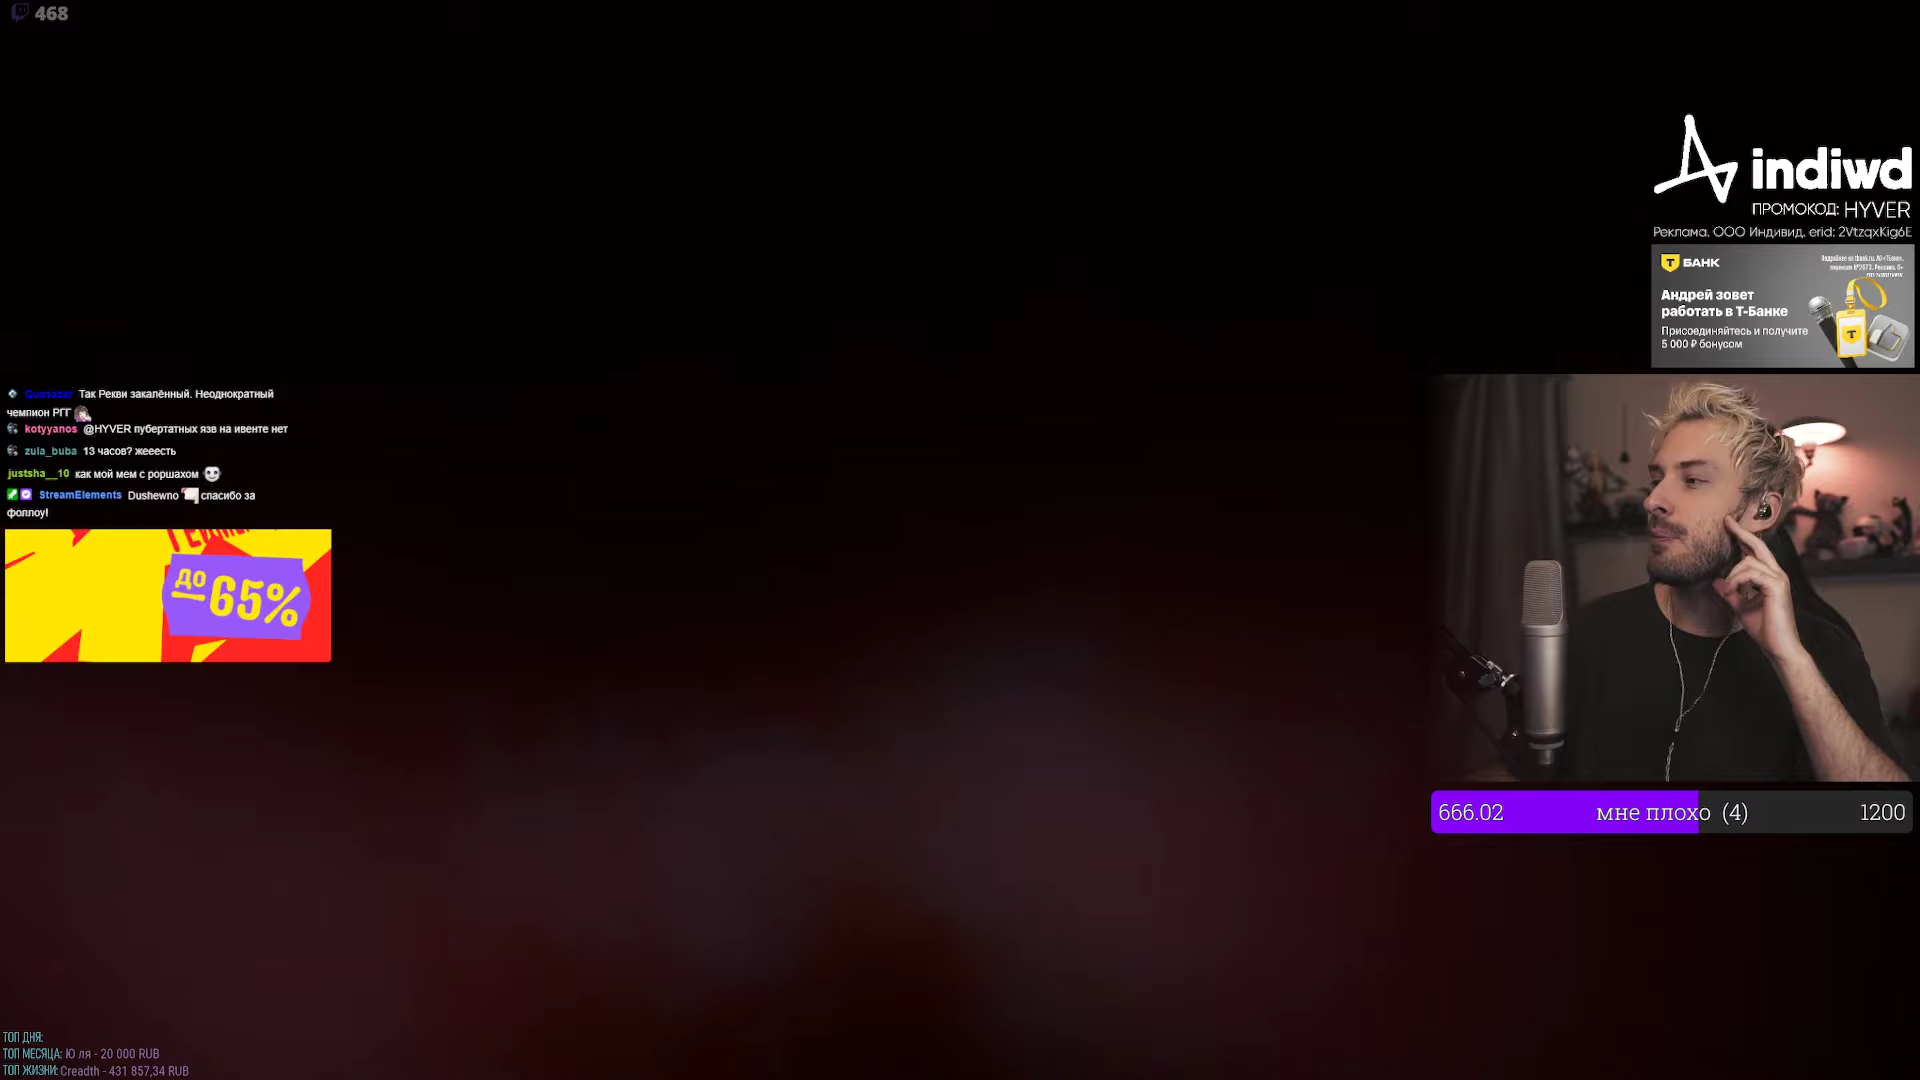 468
indiwd
ПРОМОКОД: HYVER
Реклама. ООО Индивид. erid: 2VtzqxKig6E
Т БАНК
Андрей зовет
работать в Т-Банке
Присоединяйтесь и получите
5 000 ₽ бонусом
Так Рекви закалённый. Неоднократный
чемпион РГГ
kotyyanos @HYVER пубертатных язв на ивенте нет
zula_buba 13 часов? жееесть
justsha__10 как мой мем с роршахом
StreamElements Dushewno спасибо за
фоллоу!
ДО
65%
666.02 мне плохо (4) 1200
ТОП ДНЯ:
ТОП МЕСЯЦА: Ю ля - 20 000 RUB
ТОП ЖИЗНИ: Creadth - 431 857,34 RUB